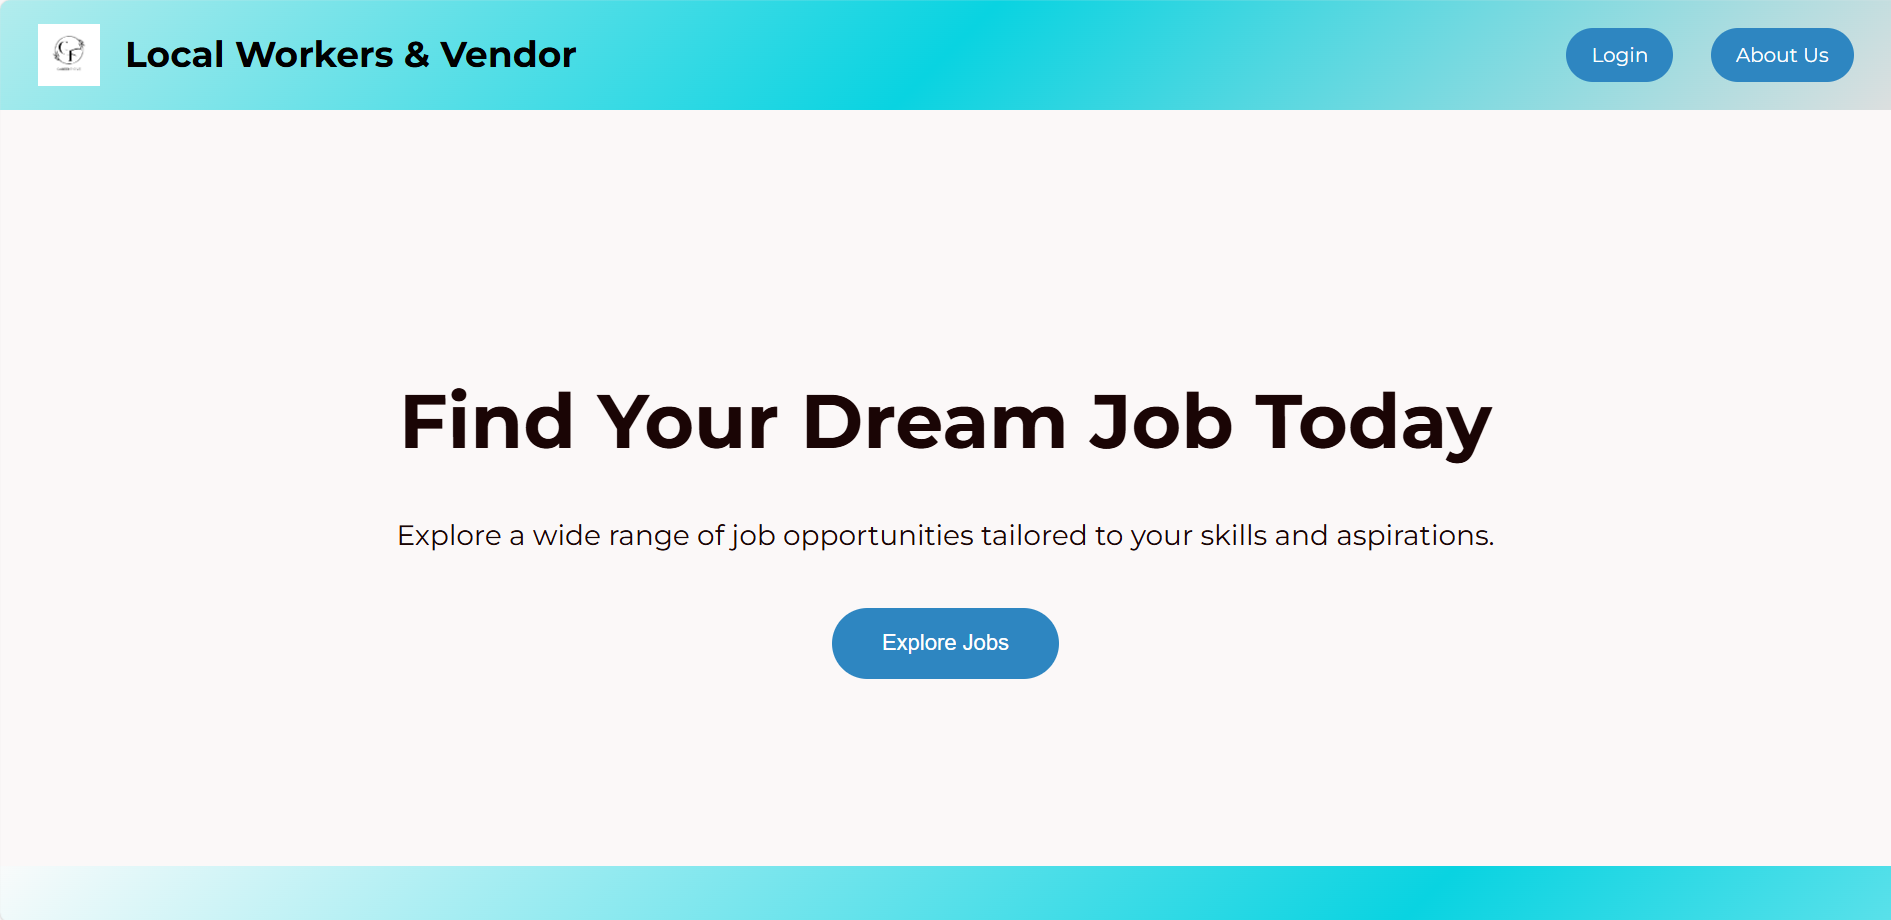 CF
Local Workers & Vendor
Login
About Us
Find Your Dream Job Today
Explore a wide range of job opportunities tailored to your skills and aspirations.
Explore Jobs